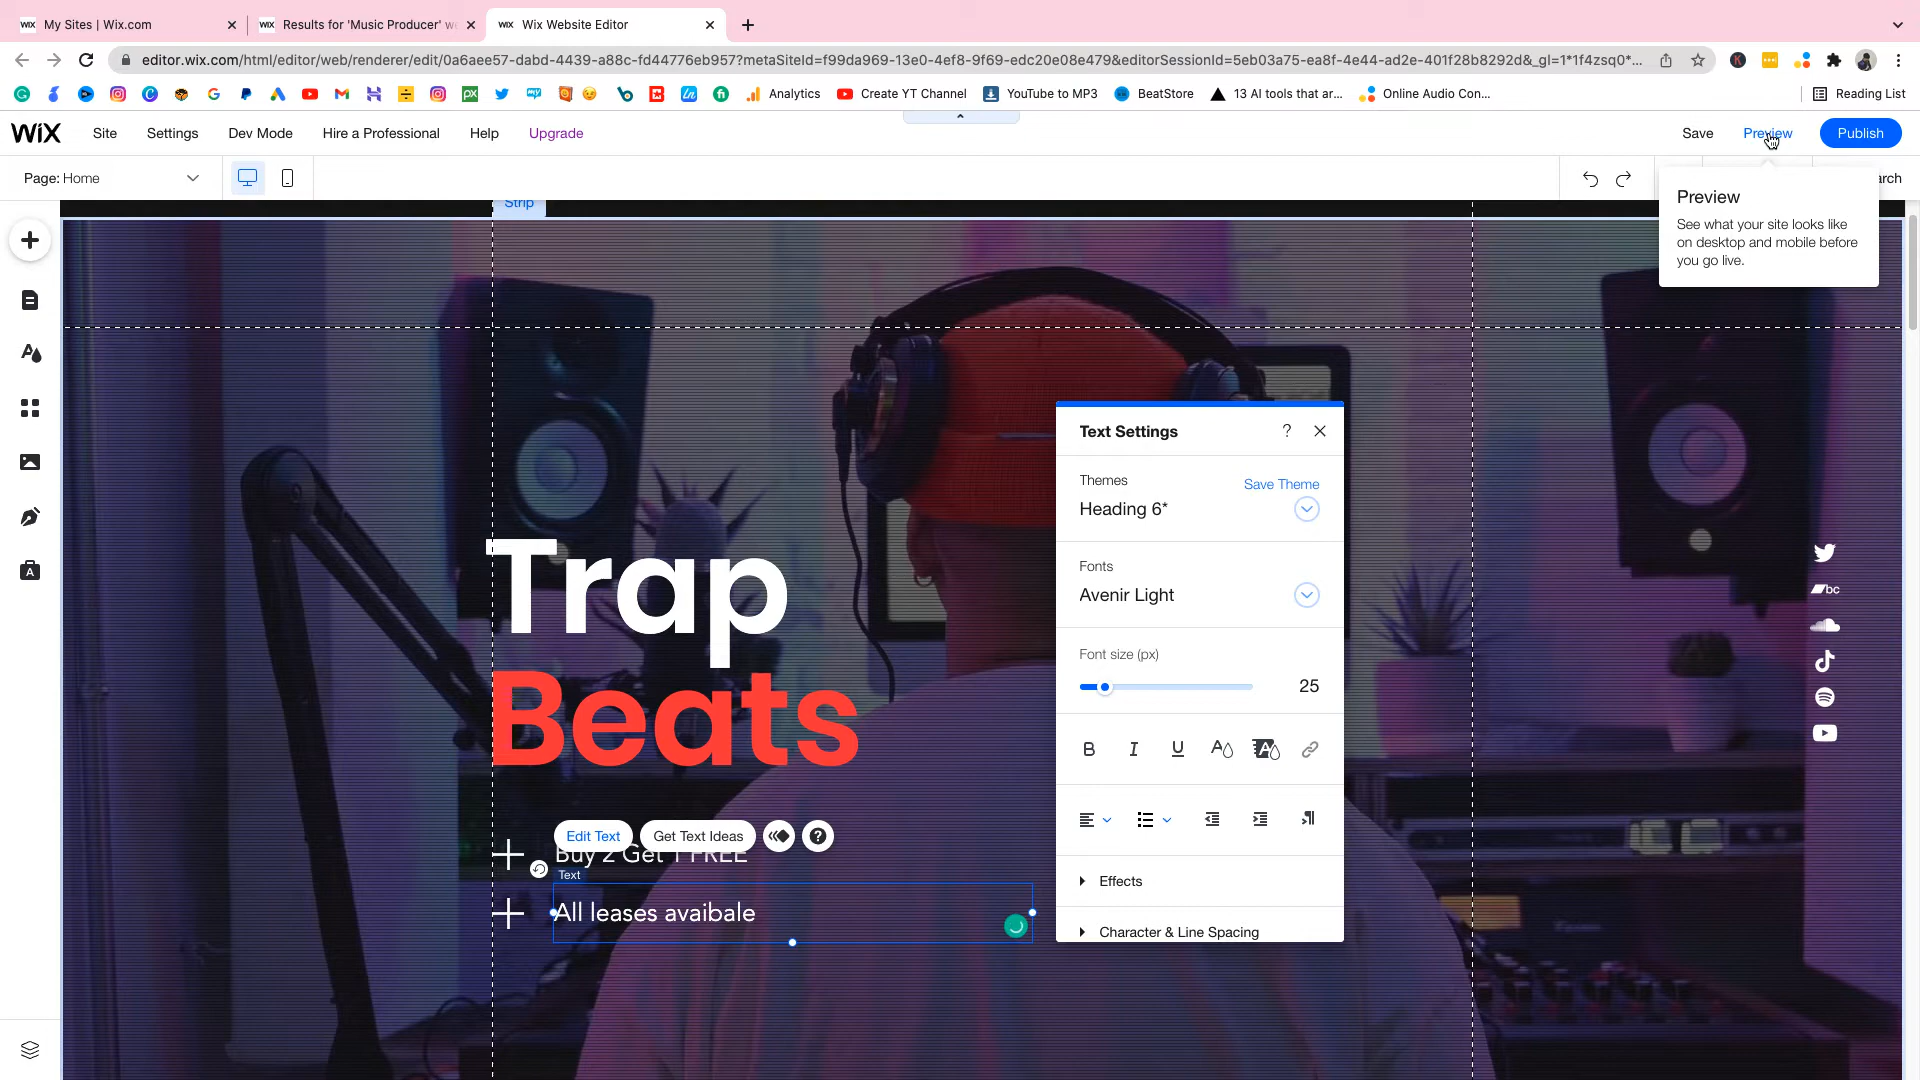 WIX My Sites | Wix.com
WIX Results for 'Music Producer' we
WIX Wix Website Editor
editor.wix.com/html/editor/web/renderer/edit/0a6aee57-dabd-4439-a88c-fd44776eb957?metaSiteId=f99da969-13e0-4ef8-9f69-edc20e08e479&editorSessionId=5eb03a75-ea8f-4e44-ad2e-401f28b8292d&_gl=1*1f4zsq0*...
Analytics
Create YT Channel
YouTube to MP3
BeatStore
13 AI tools that ar...
Online Audio Con...
Reading List
WiX
Site
Settings
Dev Mode
Hire a Professional
Help
Upgrade
Save
Preview
Publish
Page: Home
arch
Preview
See what your site looks like
on desktop and mobile before
you go live.
Strip
Trap
Beats
Edit Text
Get Text Ideas
Buy 2 Get 1 FREE
Text
All leases avaibale
Text Settings
Themes
Save Theme
Heading 6*
Fonts
Avenir Light
Font size (px)
25
B I U A A
Effects
Character & Line Spacing
bc